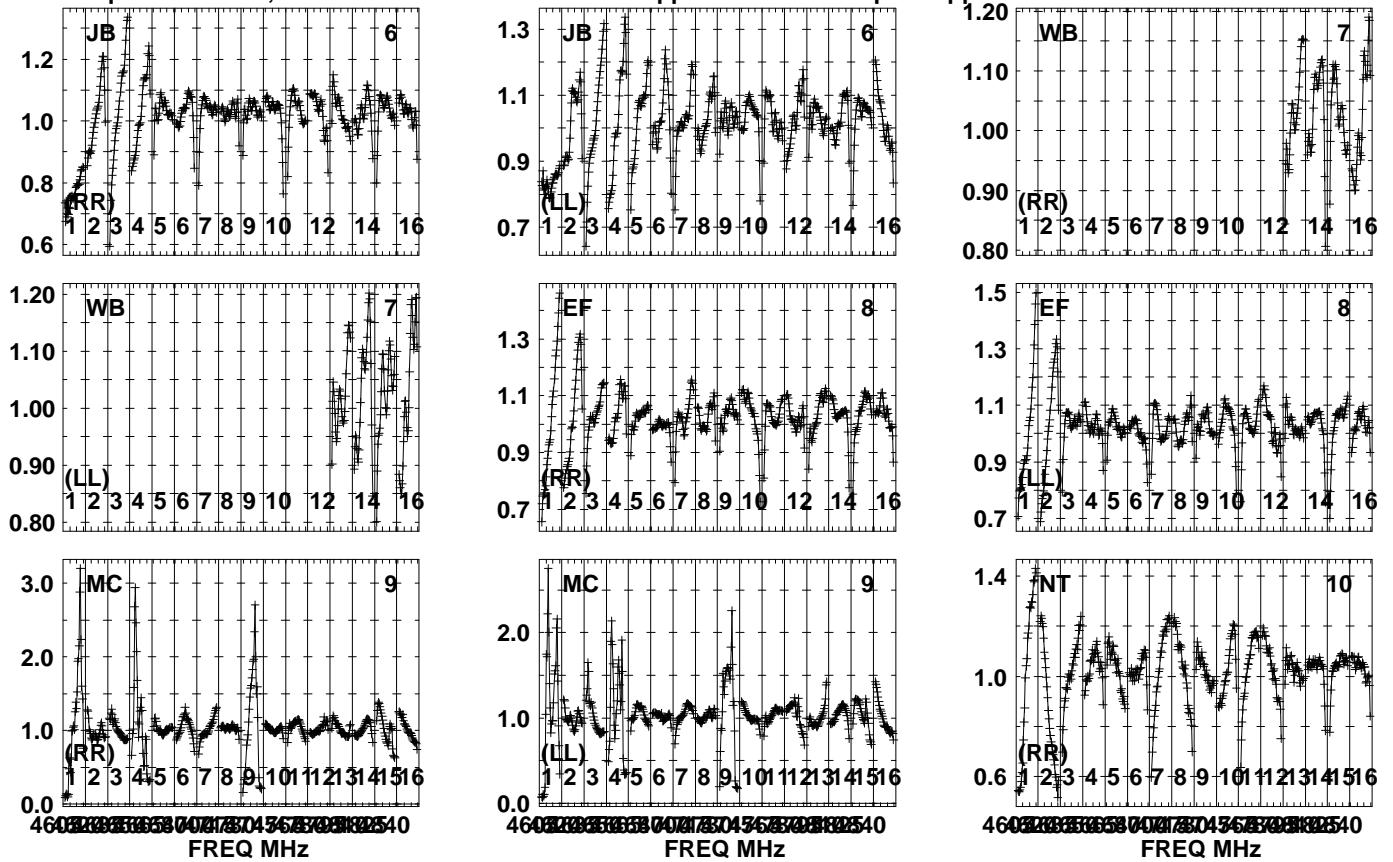 JB 6
1.2
1.0
0.8
0.6
(RR)
1 2 3 4 5 6 7 8 9 10 12 14 16
JB 6
1.3
1.1
0.9
0.7
(LL)
1 2 3 4 5 6 7 8 9 10 12 14 16
WB 7
1.20
1.10
1.00
0.90
0.80
(RR)
1 2 3 4 5 6 7 8 9 10 12 14 16
WB 7
1.20
1.10
1.00
0.90
0.80
(LL)
1 2 3 4 5 6 7 8 9 10 12 14 16
EF 8
1.3
1.1
0.9
0.7
(RR)
1 2 3 4 5 6 7 8 9 10 12 14 16
EF 8
1.5
1.3
1.1
0.9
0.7
(LL)
1 2 3 4 5 6 7 8 9 10 12 14 16
MC 9
3.0
2.0
1.0
0.0
(RR)
1 2 3 4 5 6 7 8 9 10 11 12 13 14 15 16
FREQ MHz
MC 9
2.0
1.0
0.0
(LL)
1 2 3 4 5 6 7 8 9 10 11 12 13 14 15 16
FREQ MHz
NT 10
1.4
1.0
0.6
(RR)
1 2 3 4 5 6 7 8 9 10 11 12 13 14 15 16
FREQ MHz